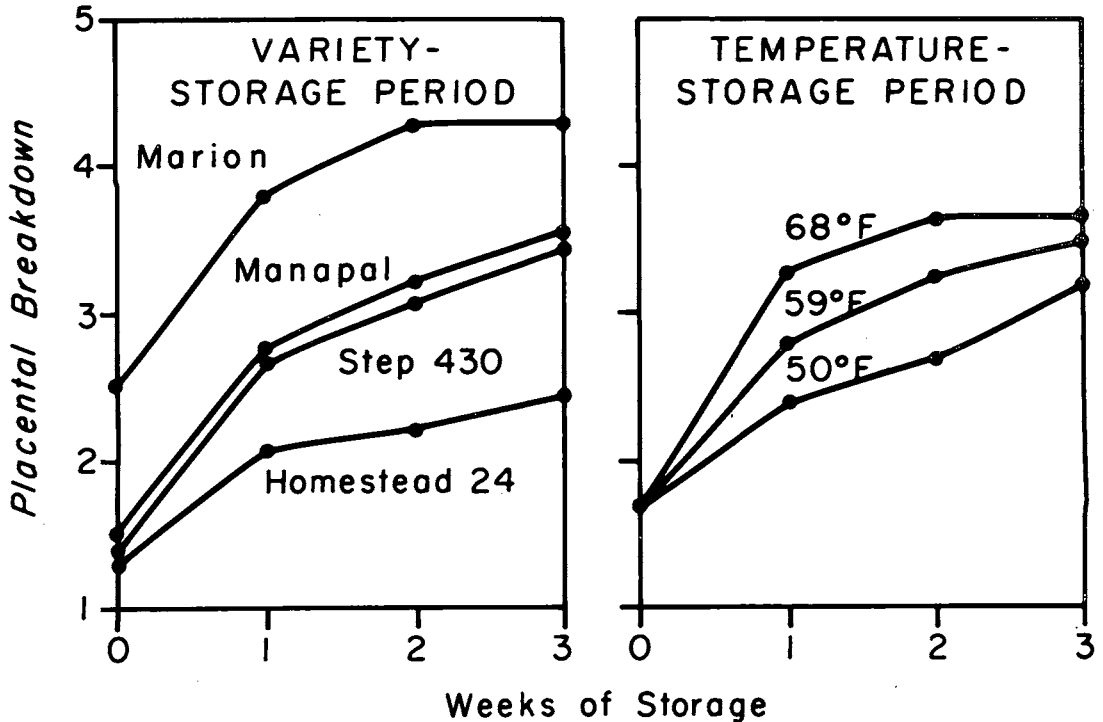 Placental Breakdown
5
4
3
2
1
VARIETY-
STORAGE PERIOD
Marion
Manapal
Step 430
Homestead 24
0 1 2 3
TEMPERATURE-
STORAGE PERIOD
68°F
59°F
50°F
0 1 2 3
Weeks of Storage